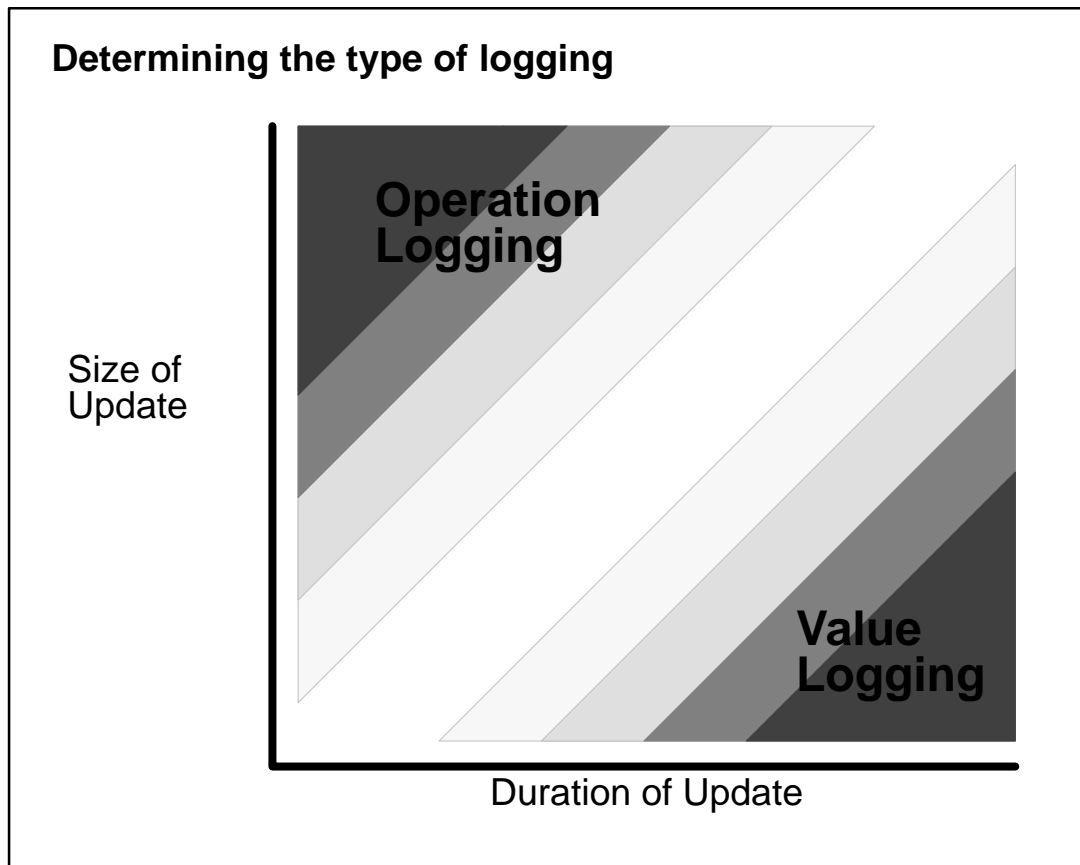 Determining the type of logging
Operation
Logging
Size of
Update
Value
Logging
Duration of Update